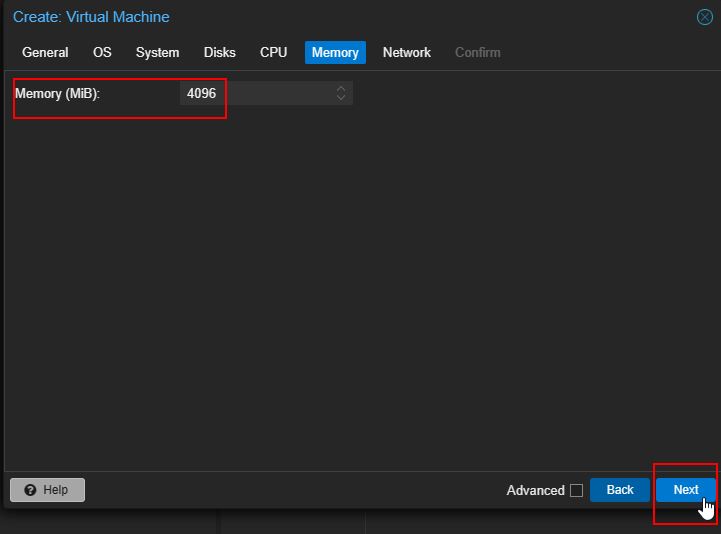 Create: Virtual Machine
General OS System Disks CPU Memory Network Confirm
Memory (MiB): 4096
Help Advanced Back Next